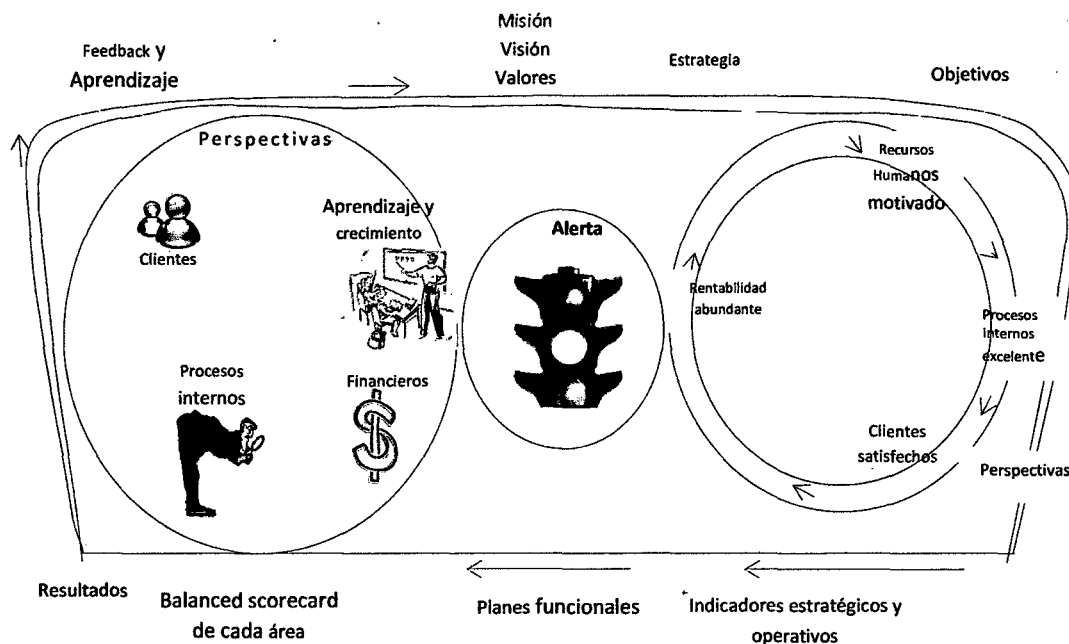 Misión
Visión
Valores
Feedback y
Aprendizaje
Estrategia
Objetivos
Perspectivas
Clientes
Aprendizaje y
crecimiento
Procesos
internos
Financieros
Alerta
Recursos
Humanos
motivado
Rentabilidad
abundante
Procesos
internos
excelente
Clientes
satisfechos
Perspectivas
Resultados
Balanced scorecard
de cada área
Planes funcionales
Indicadores estratégicos y
operativos